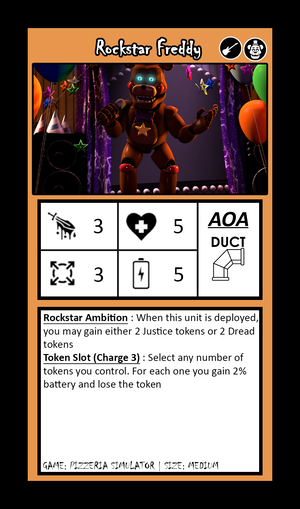 Rockstar Freddy
3
5
AOA
DUCT
3
5
Rockstar Ambition : When this unit is deployed,
you may gain either 2 Justice tokens or 2 Dread
tokens
Token Slot (Charge 3) : Select any number of
tokens you control. For each one you gain 2%
battery and lose the token
GAME: PIZZERIA SIMULATOR | SIZE: MEDIUM